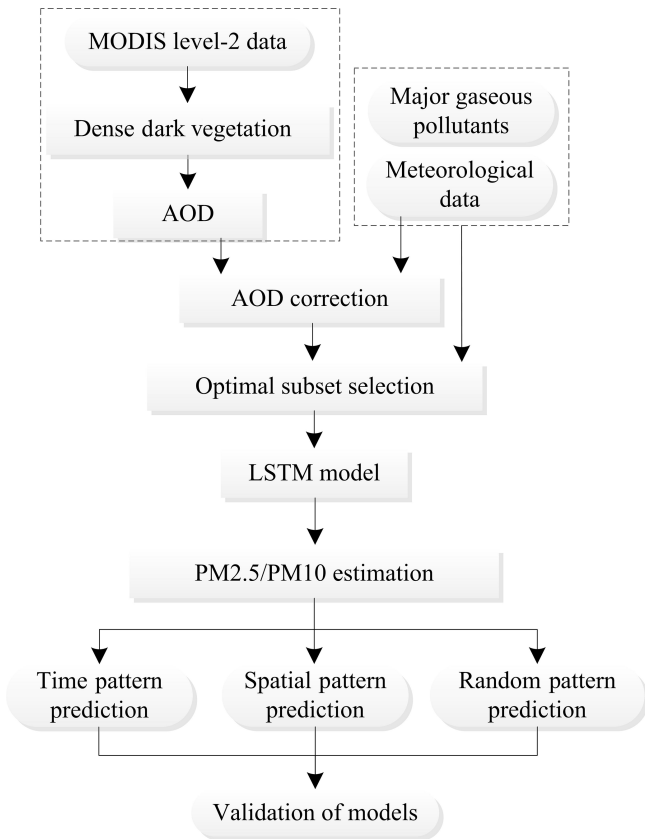 MODIS level-2 data
Dense dark vegetation
AOD
Major gaseous
pollutants
Meteorological
data
AOD correction
Optimal subset selection
LSTM model
PM2.5/PM10 estimation
Time pattern
prediction
Spatial pattern
prediction
Random pattern
prediction
Validation of models